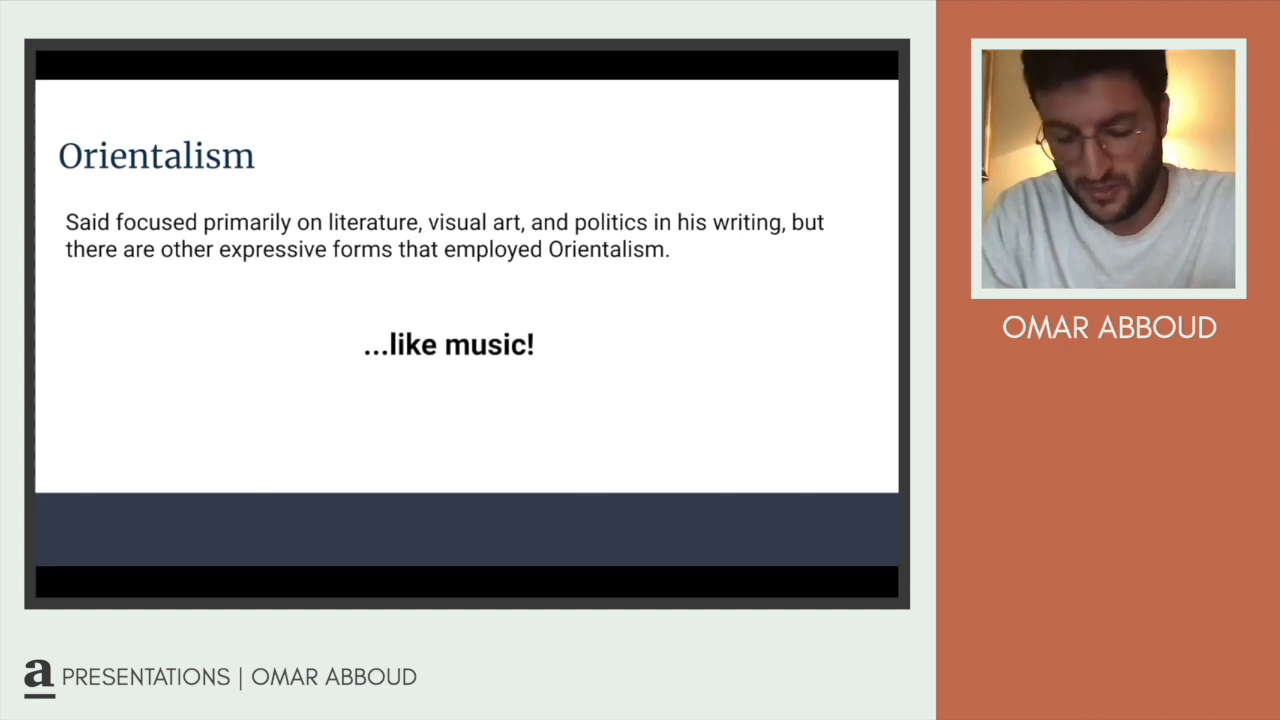 Orientalism
Said focused primarily on literature, visual art, and politics in his writing, but
there are other expressive forms that employed Orientalism.
...like music!
OMAR ABBOUD
a PRESENTATIONS | OMAR ABBOUD